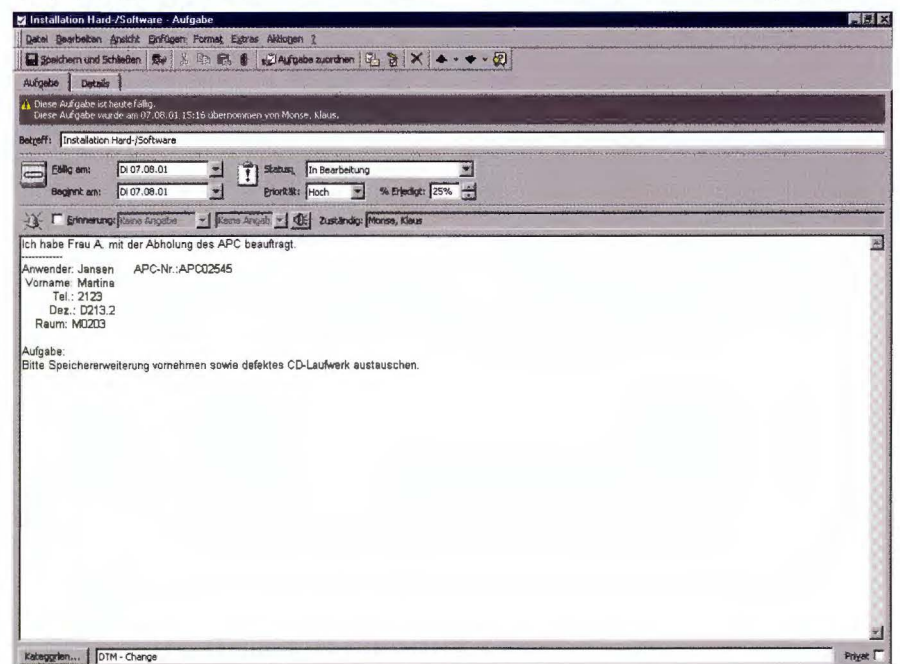 Installation Hard-/Software - Aufgabe
Datei Bearbeiten Ansicht Einfügen Format Extras Aktionen ?
Speichern und Schließen Aufgabe zuordnen
Aufgabe Details
Diese Aufgabe ist heute fällig.
Diese Aufgabe wurde am 07.08.01 15:16 übernommen von Monse, Klaus.
Betreff: Installation Hard-/Software
Fällig am: Di 07.08.01 Status: In Bearbeitung
Beginnt am: Di 07.08.01 Priorität: Hoch % Erledigt: 25%
Erinnerung: Keine Angabe Keine Angab Zuständig: Monse, Klaus
Ich habe Frau A. mit der Abholung des APC beauftragt.
------------
Anwender: Jansen APC-Nr.:APC02545
Vorname: Martina
Tel.: 2123
Dez.: D213.2
Raum: M0203
Aufgabe:
Bitte Speichererweiterung vornehmen sowie defektes CD-Laufwerk austauschen.
Kategorien... DTM - Change Privat